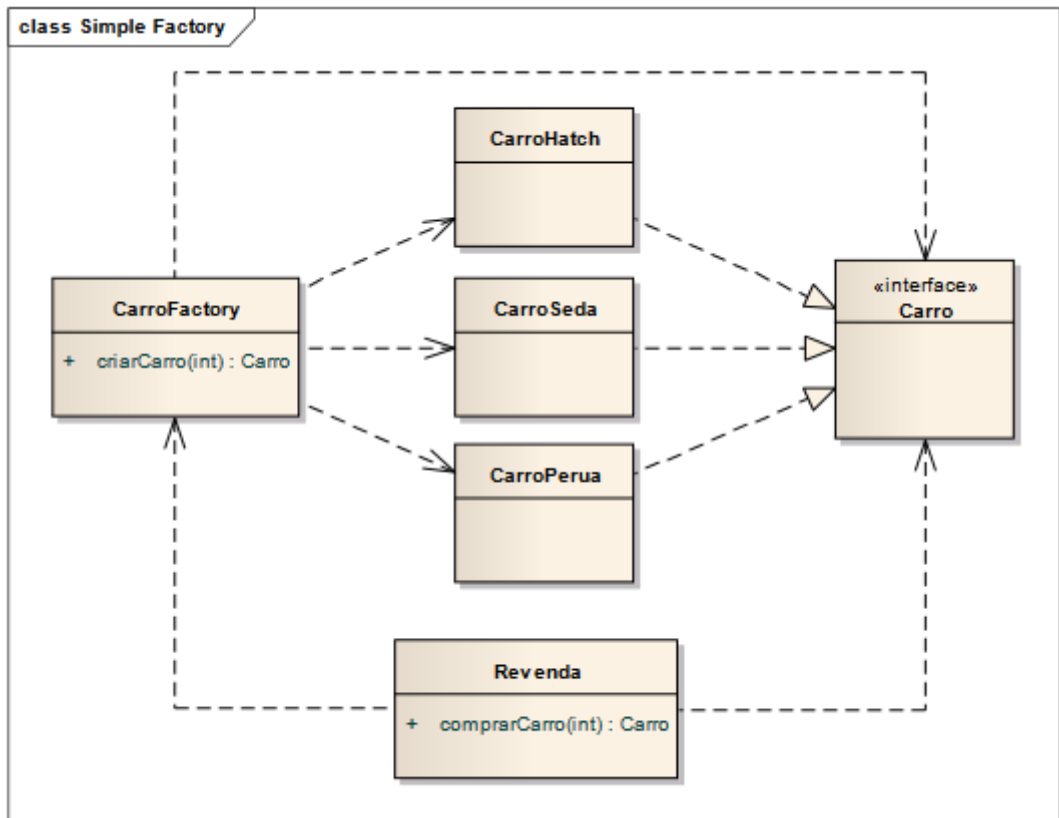 class Simple Factory
CarroHatch
CarroFactory
+ criarCarro(int) : Carro
CarroSeda
«interface»
Carro
CarroPerua
Revenda
+ comprarCarro(int) : Carro